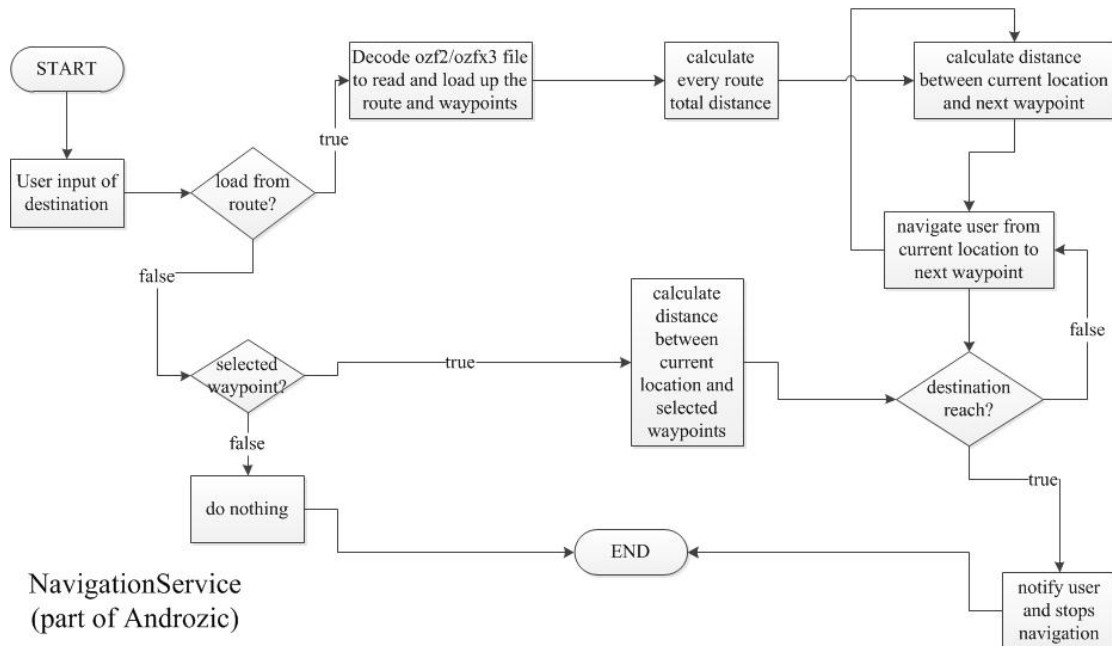 START
User input of
destination
load from
route?
true
Decode ozf2/ozfx3 file
to read and load up the
route and waypoints
calculate
every route
total distance
calculate distance
between current location
and next waypoint
navigate user from
current location to
next waypoint
false
selected
waypoint?
true
calculate
distance
between
current
location and
selected
waypoints
destination
reach?
false
false
do nothing
true
END
notify user
and stops
navigation
NavigationService
(part of Androzic)